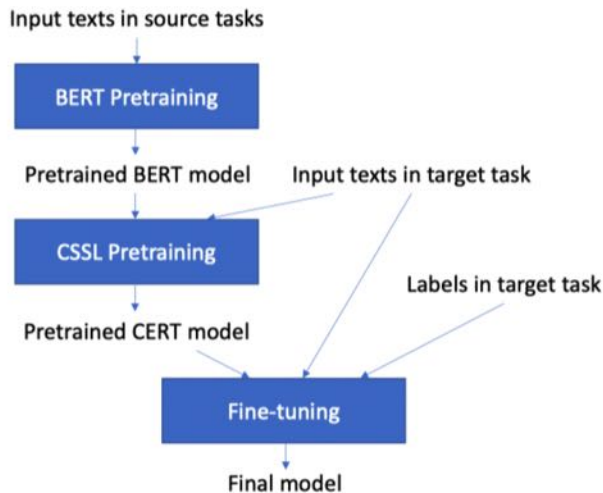 Input texts in source tasks
BERT Pretraining
Pretrained BERT model
Input texts in target task
CSSL Pretraining
Labels in target task
Pretrained CERT model
Fine-tuning
Final model